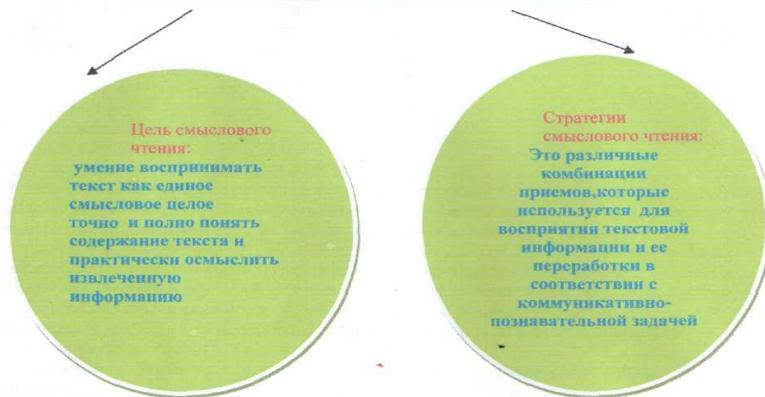 Цель смыслового
чтения:
умение воспринимать
текст как единое
смысловое целое
точно и полно понять
содержание текста и
практически осмыслить
извлеченную
информацию
Стратегии
смыслового чтения:
Это различные
комбинации
приемов,которые
используется для
восприятия текстовой
информации и ее
переработки в
соответствии с
коммуникативно-
познавательной задачей